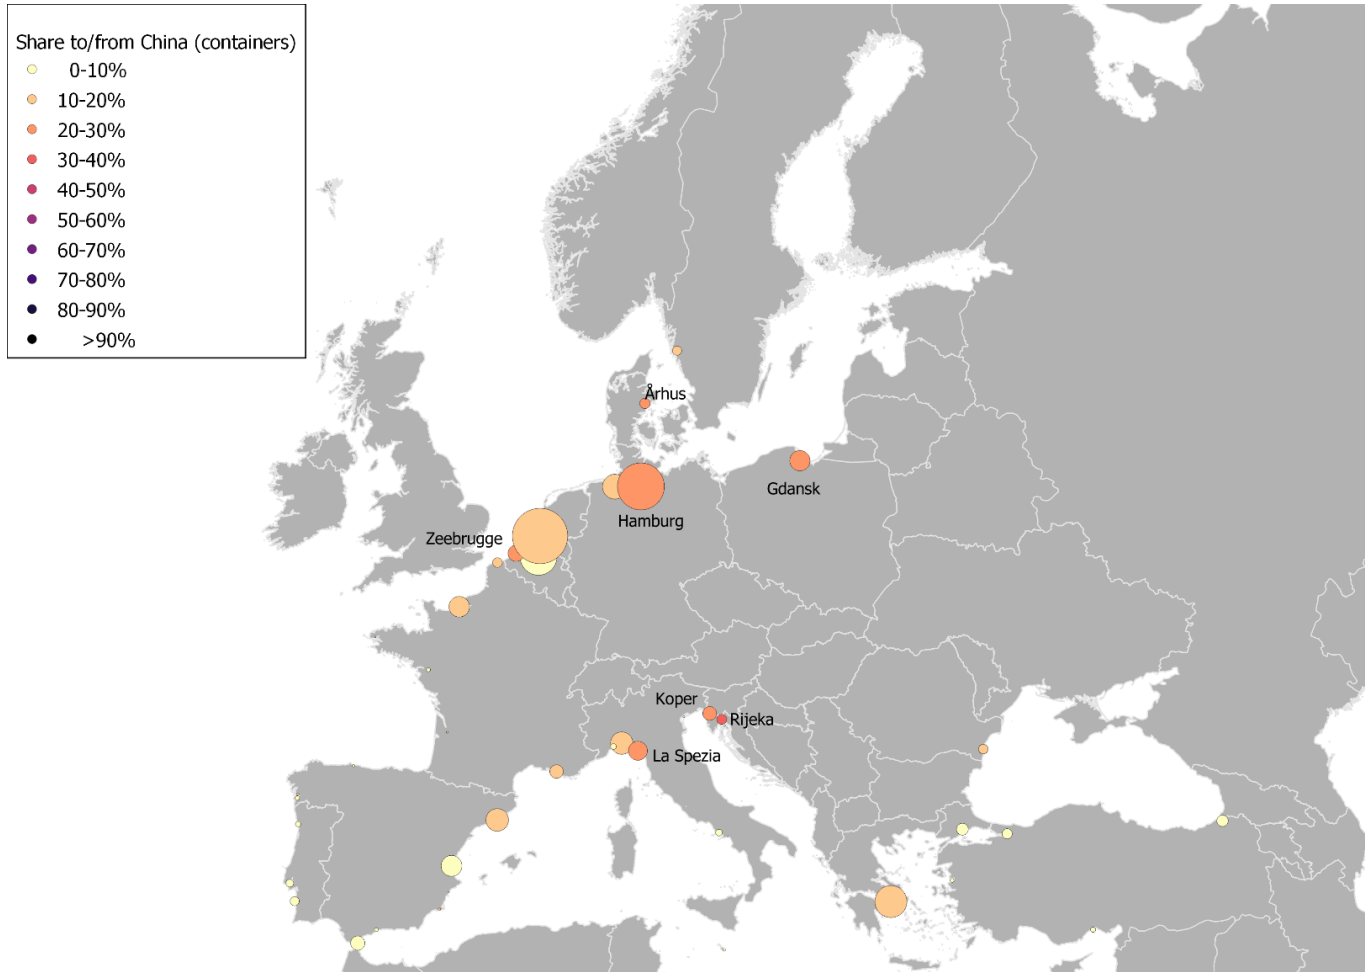 Share to/from China (containers)
0-10%
10-20%
20-30%
30-40%
40-50%
50-60%
60-70%
70-80%
80-90%
>90%
Århus
Gdansk
Hamburg
Zeebrugge
Koper
Rijeka
La Spezia